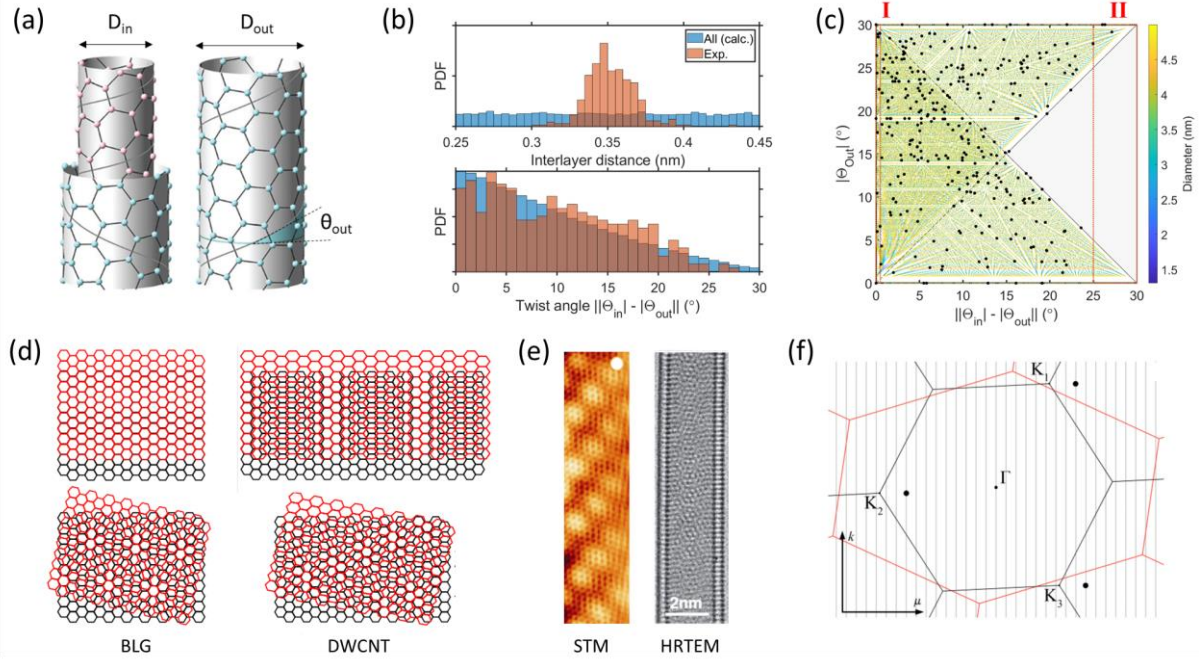 (a)
D_in
D_out
θ_out
(b)
PDF
All (calc.)
Exp.
0.25
0.30
0.35
0.40
0.45
Interlayer distance (nm)
PDF
0
5
10
15
20
25
30
Twist angle ||Θ_in| - |Θ_out|| (°)
(c)
I
II
|Θ_Out| (°)
30
25
20
15
10
5
0
0
5
10
15
20
25
30
||Θ_in| - |Θ_out|| (°)
4.5
4
3.5
3
2.5
2
1.5
Diameter (nm)
(d)
BLG
DWCNT
(e)
2nm
STM
HRTEM
(f)
K_1
K_2
Γ
K_3
k
μ